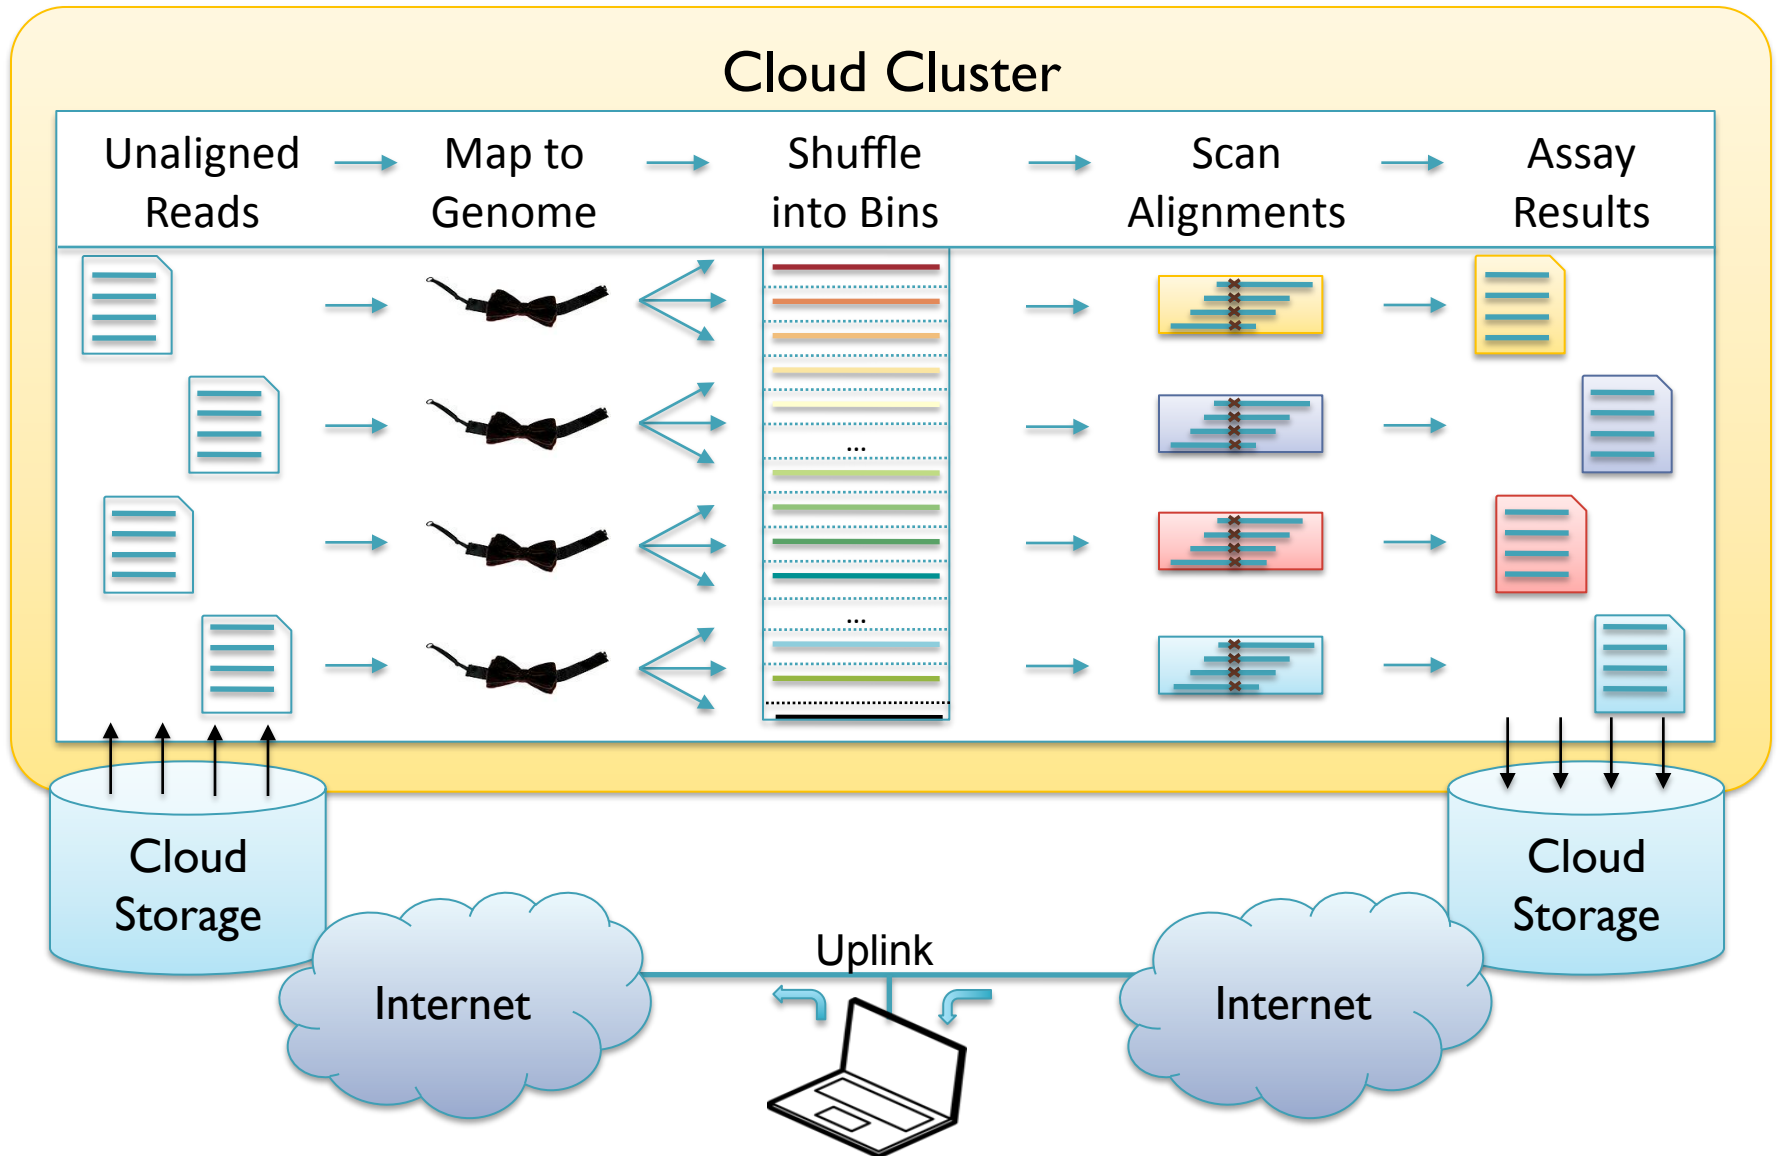 Cloud Cluster
Unaligned
Reads
Map to
Genome
Shuffle
into Bins
Scan
Alignments
Assay
Results
...
...
Cloud
Storage
Cloud
Storage
Uplink
Internet
Internet